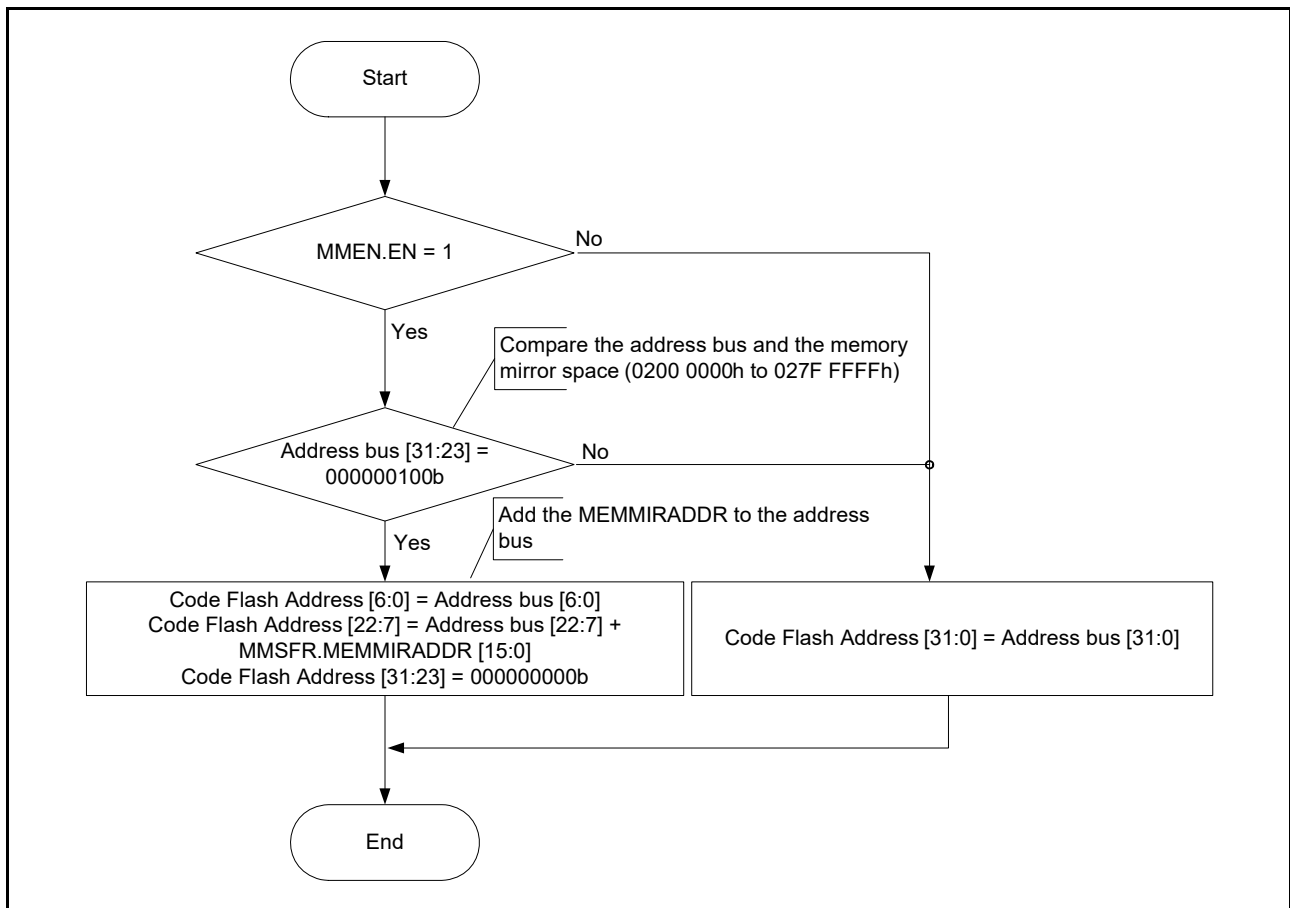 Start
MMEN.EN = 1
No
Yes
Compare the address bus and the memory
mirror space (0200 0000h to 027F FFFFh)
Address bus [31:23] =
000000100b
No
Yes
Add the MEMMIRADDR to the address
bus
Code Flash Address [6:0] = Address bus [6:0]
Code Flash Address [22:7] = Address bus [22:7] +
MMSFR.MEMMIRADDR [15:0]
Code Flash Address [31:23] = 000000000b
Code Flash Address [31:0] = Address bus [31:0]
End